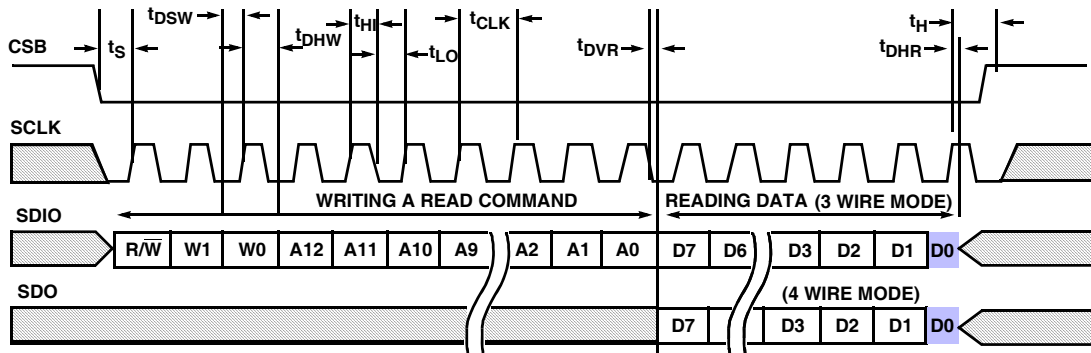 tDSW tHI tCLK tH
CSB tS tDHW tLO tDVR tDHR
SCLK
WRITING A READ COMMAND READING DATA (3 WIRE MODE)
SDIO
R/W̅ W1 W0 A12 A11 A10 A9 A2 A1 A0 D7 D6 D3 D2 D1 D0
SDO (4 WIRE MODE)
D7 D3 D2 D1 D0